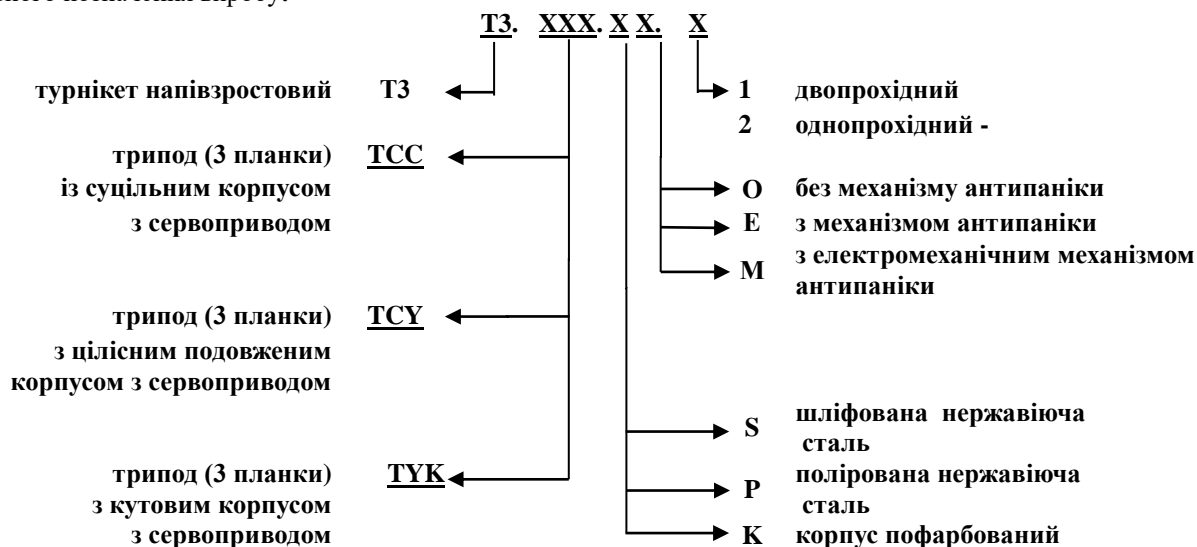 Т3. ХХХ. Х Х. Х
турнікет напівзростовий Т3
1 двопрохідний
2 однопрохідний -
трипод (3 планки) ТСС
із суцільним корпусом
з сервоприводом
О без механізму антипаніки
Е з механізмом антипаніки
М з електромеханічним механізмом
антипаніки
трипод (3 планки) ТСУ
з цілісним подовженим
корпусом з сервоприводом
S шліфована нержавіюча
сталь
трипод (3 планки) ТУК
з кутовим корпусом
з сервоприводом
Р полірована нержавіюча
сталь
К корпус пофарбований